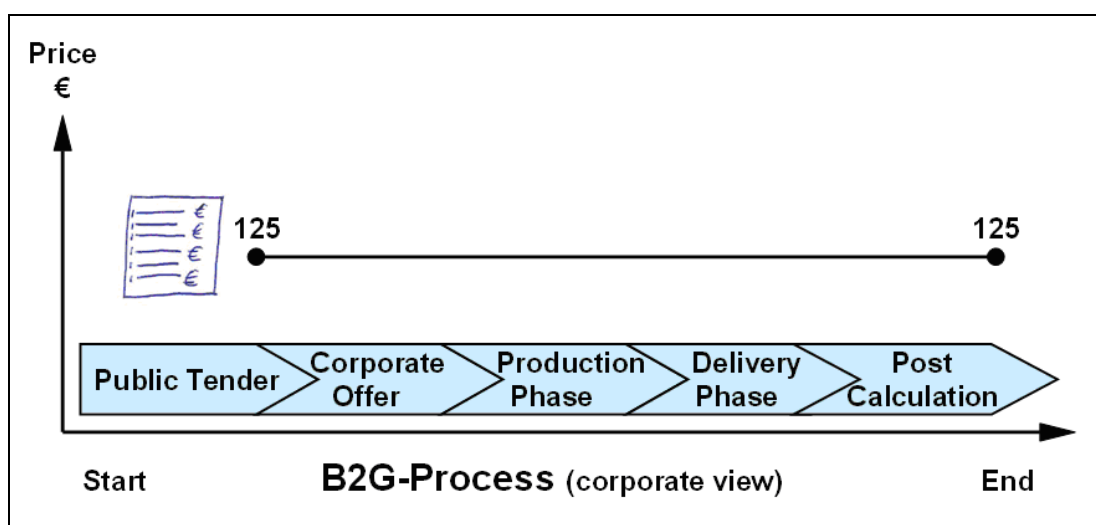 Price
€
€
€
€
€
125
125
Public Tender
Corporate
Offer
Production
Phase
Delivery
Phase
Post
Calculation
Start
B2G-Process (corporate view)
End